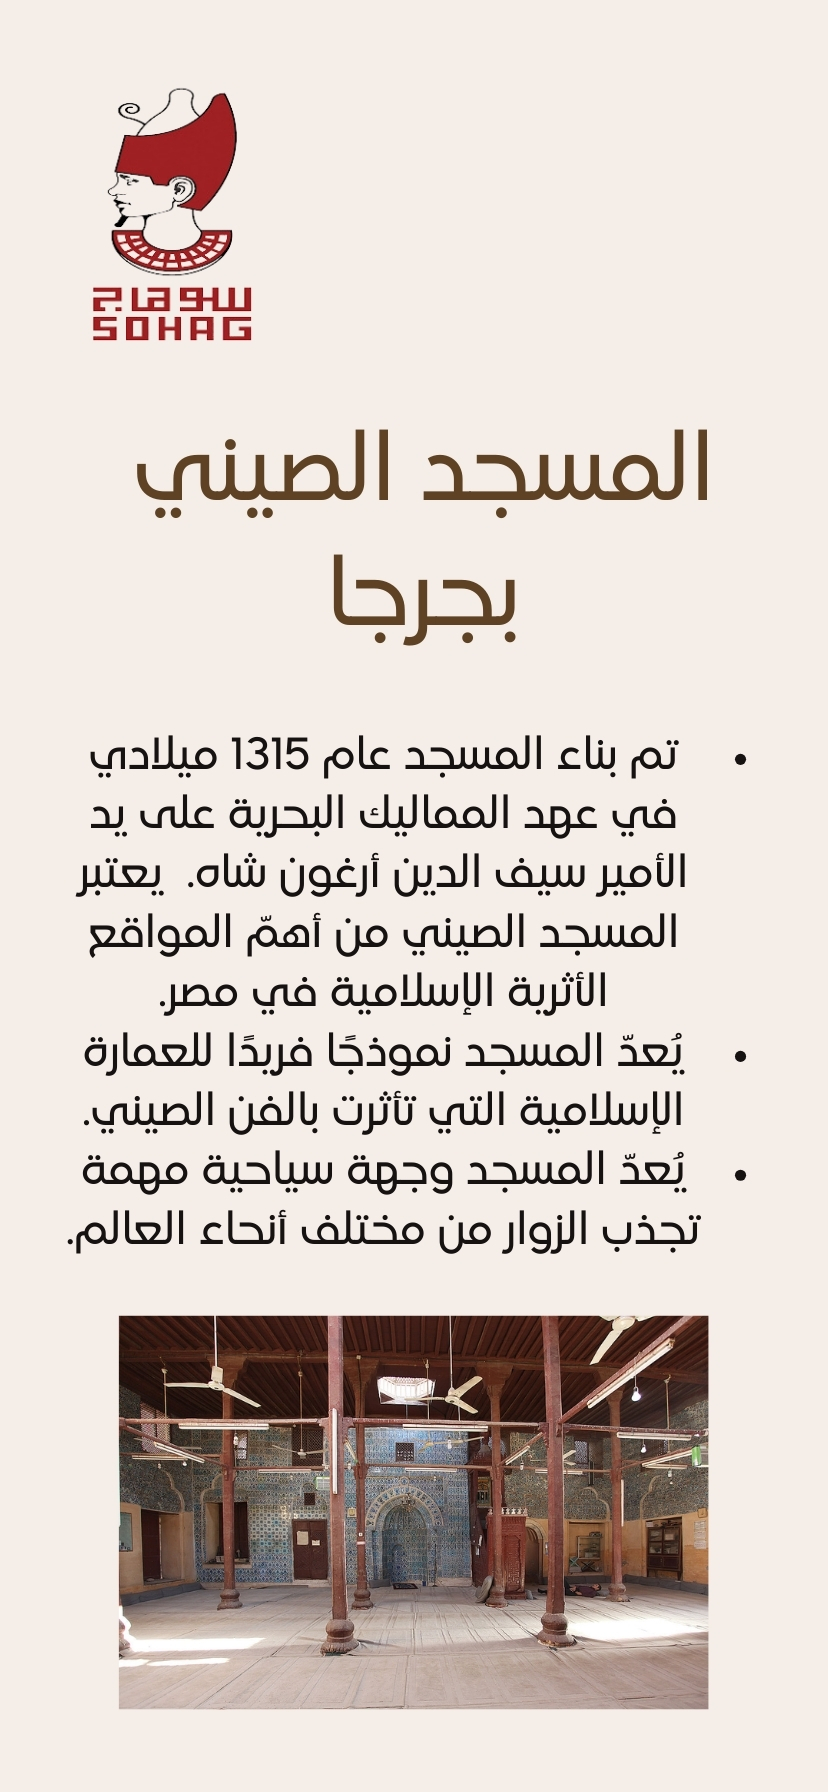 سوهاج
SOHAG
المسجد الصيني
بجرجا
• تم بناء المسجد عام 1315 ميلادي
في عهد المماليك البحرية على يد
الأمير سيف الدين أرغون شاه. يعتبر
المسجد الصيني من أهمّ المواقع
الأثرية الإسلامية في مصر.
• يُعدّ المسجد نموذجًا فريدًا للعمارة
الإسلامية التي تأثرت بالفن الصيني.
• يُعدّ المسجد وجهة سياحية مهمة
تجذب الزوار من مختلف أنحاء العالم.